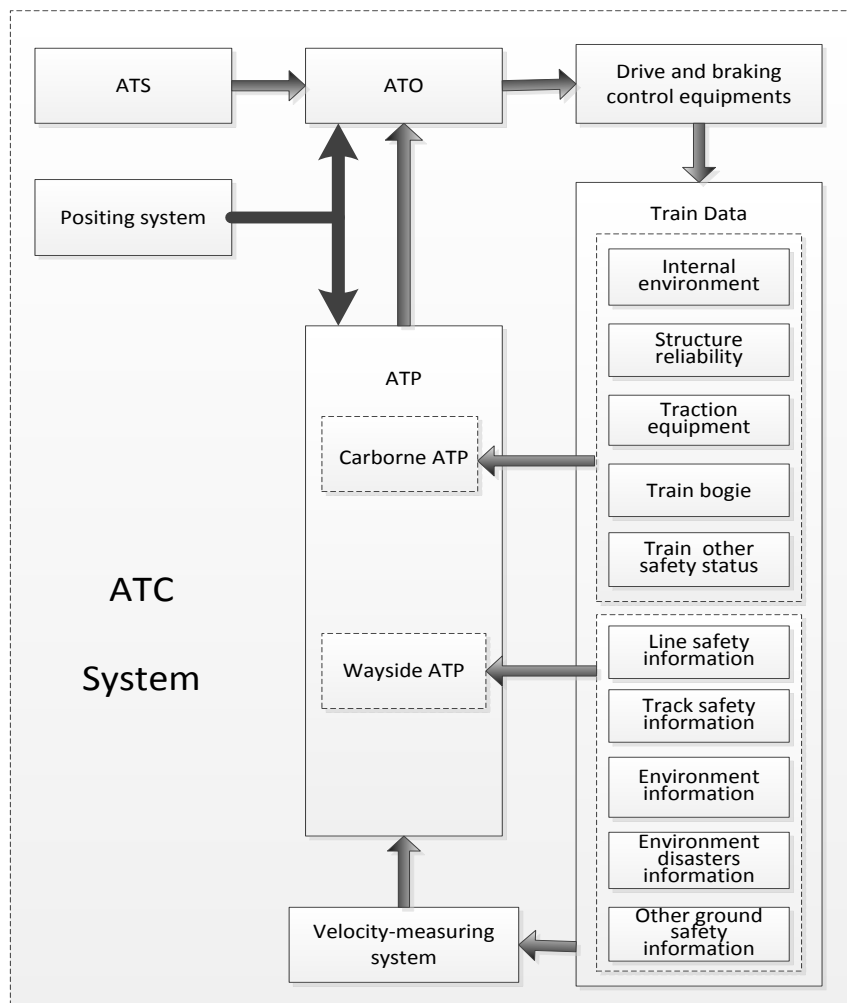 ATS
ATO
Drive and braking
control equipments
Positing system
Train Data
Internal
environment
Structure
reliability
Traction
equipment
Train bogie
Train other
safety status
ATP
Carborne ATP
Wayside ATP
ATC
System
Line safety
information
Track safety
information
Environment
information
Environment
disasters
information
Other ground
safety
information
Velocity-measuring
system